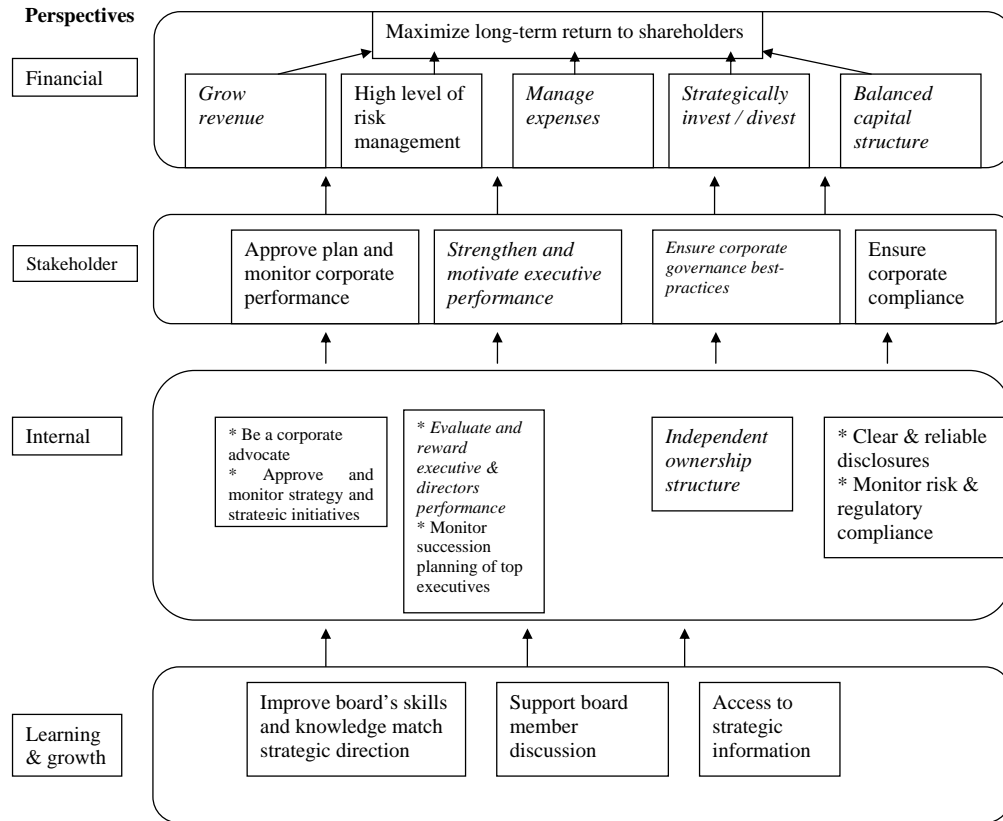 Perspectives
Maximize long-term return to shareholders
Financial
Grow
revenue
High level of
risk
management
Manage
expenses
Strategically
invest / divest
Balanced
capital
structure
Stakeholder
Approve plan and
monitor corporate
performance
Strengthen and
motivate executive
performance
Ensure corporate
governance best-
practices
Ensure
corporate
compliance
Internal
* Be a corporate
advocate
* Approve and
monitor strategy and
strategic initiatives
* Evaluate and
reward
executive &
directors
performance
* Monitor
succession
planning of top
executives
Independent
ownership
structure
* Clear & reliable
disclosures
* Monitor risk &
regulatory
compliance
Learning
& growth
Improve board's skills
and knowledge match
strategic direction
Support board
member
discussion
Access to
strategic
information